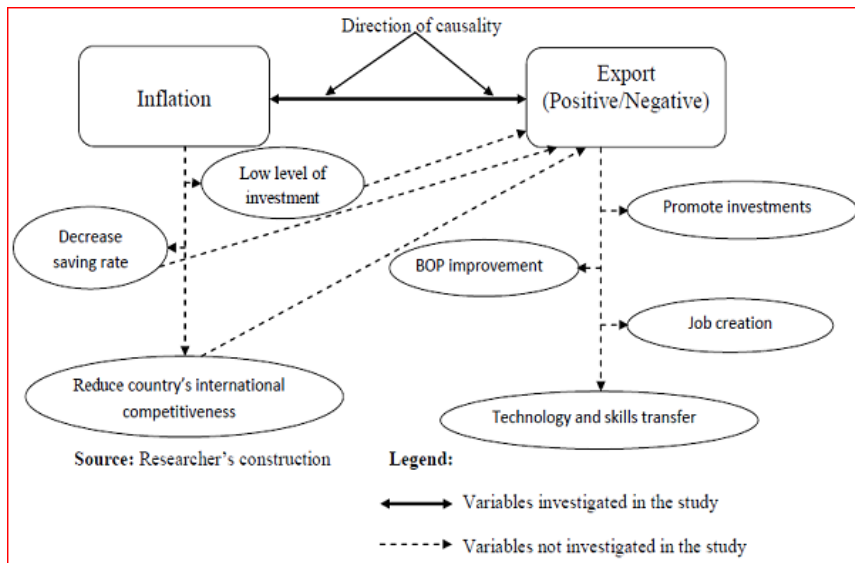 Direction of causality
Inflation
Export
(Positive/Negative)
Low level of
investment
Decrease
saving rate
Promote investments
BOP improvement
Job creation
Reduce country's international
competitiveness
Technology and skills transfer
Source: Researcher's construction
Legend:
Variables investigated in the study
Variables not investigated in the study